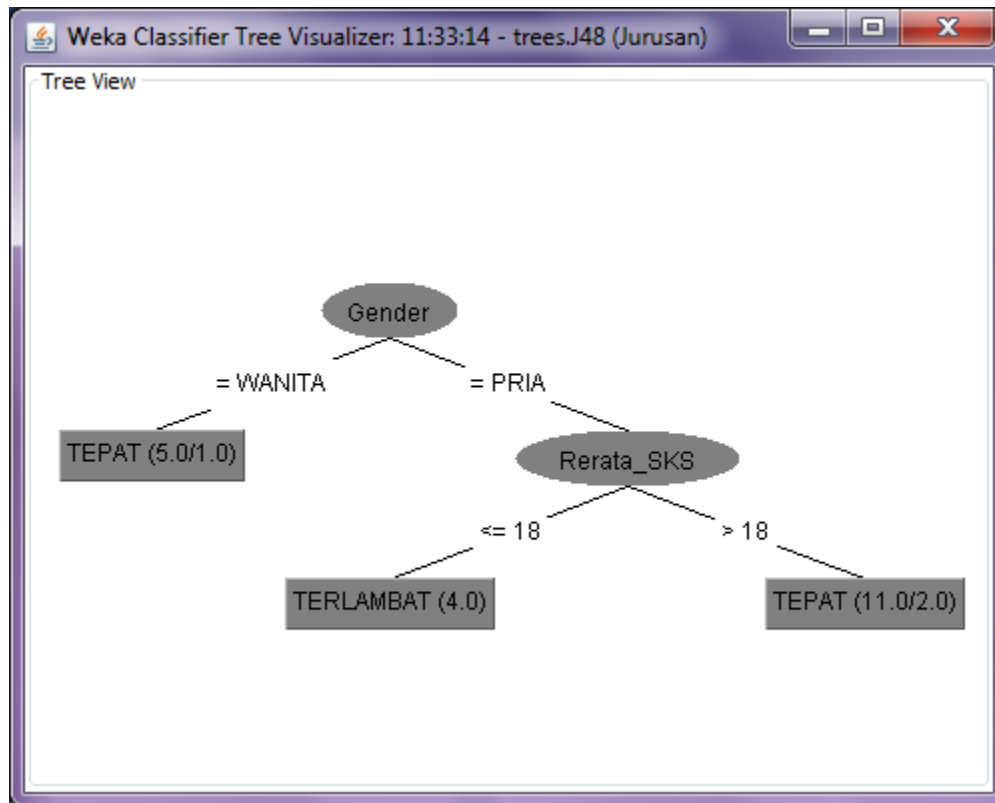 Weka Classifier Tree Visualizer: 11:33:14 - trees.J48 (Jurusan)
Tree View
Gender
= WANITA
= PRIA
TEPAT (5.0/1.0)
Rerata_SKS
<= 18
> 18
TERLAMBAT (4.0)
TEPAT (11.0/2.0)